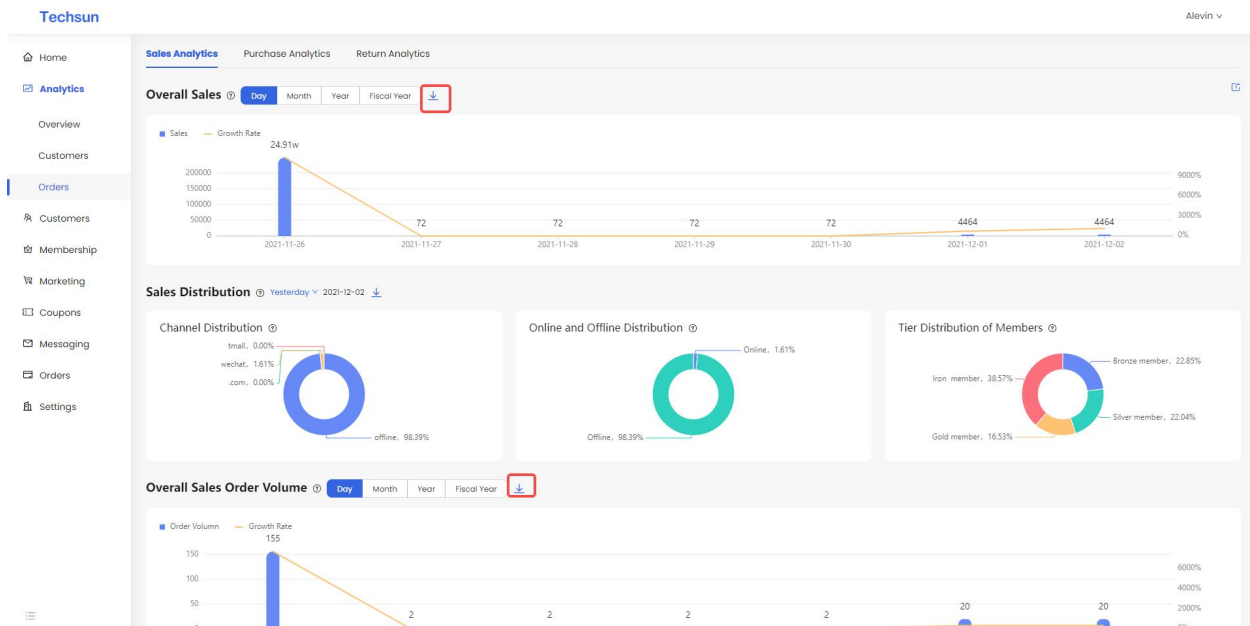 Techsun
Alevin
Home
Analytics
Overview
Customers
Orders
Customers
Membership
Marketing
Coupons
Messaging
Orders
Settings
Sales Analytics Purchase Analytics Return Analytics
Overall Sales Day Month Year Fiscal Year
Sales Growth Rate
24.91w
200000
150000
100000
50000
0
9000%
6000%
3000%
0%
72 72 72 72 4464 4464
2021-11-26 2021-11-27 2021-11-28 2021-11-29 2021-11-30 2021-12-01 2021-12-02
Sales Distribution Yesterday 2021-12-02
Channel Distribution
tmall, 0.00%
wechat, 1.61%
.com, 0.00%
offline, 98.39%
Online and Offline Distribution
Online, 1.61%
Offline, 98.39%
Tier Distribution of Members
Bronze member, 22.85%
Iron member, 38.57%
Silver member, 22.04%
Gold member, 16.53%
Overall Sales Order Volume Day Month Year Fiscal Year
Order Volumn Growth Rate
155
150
100
50
6000%
4000%
2000%
2 2 2 2 20 20